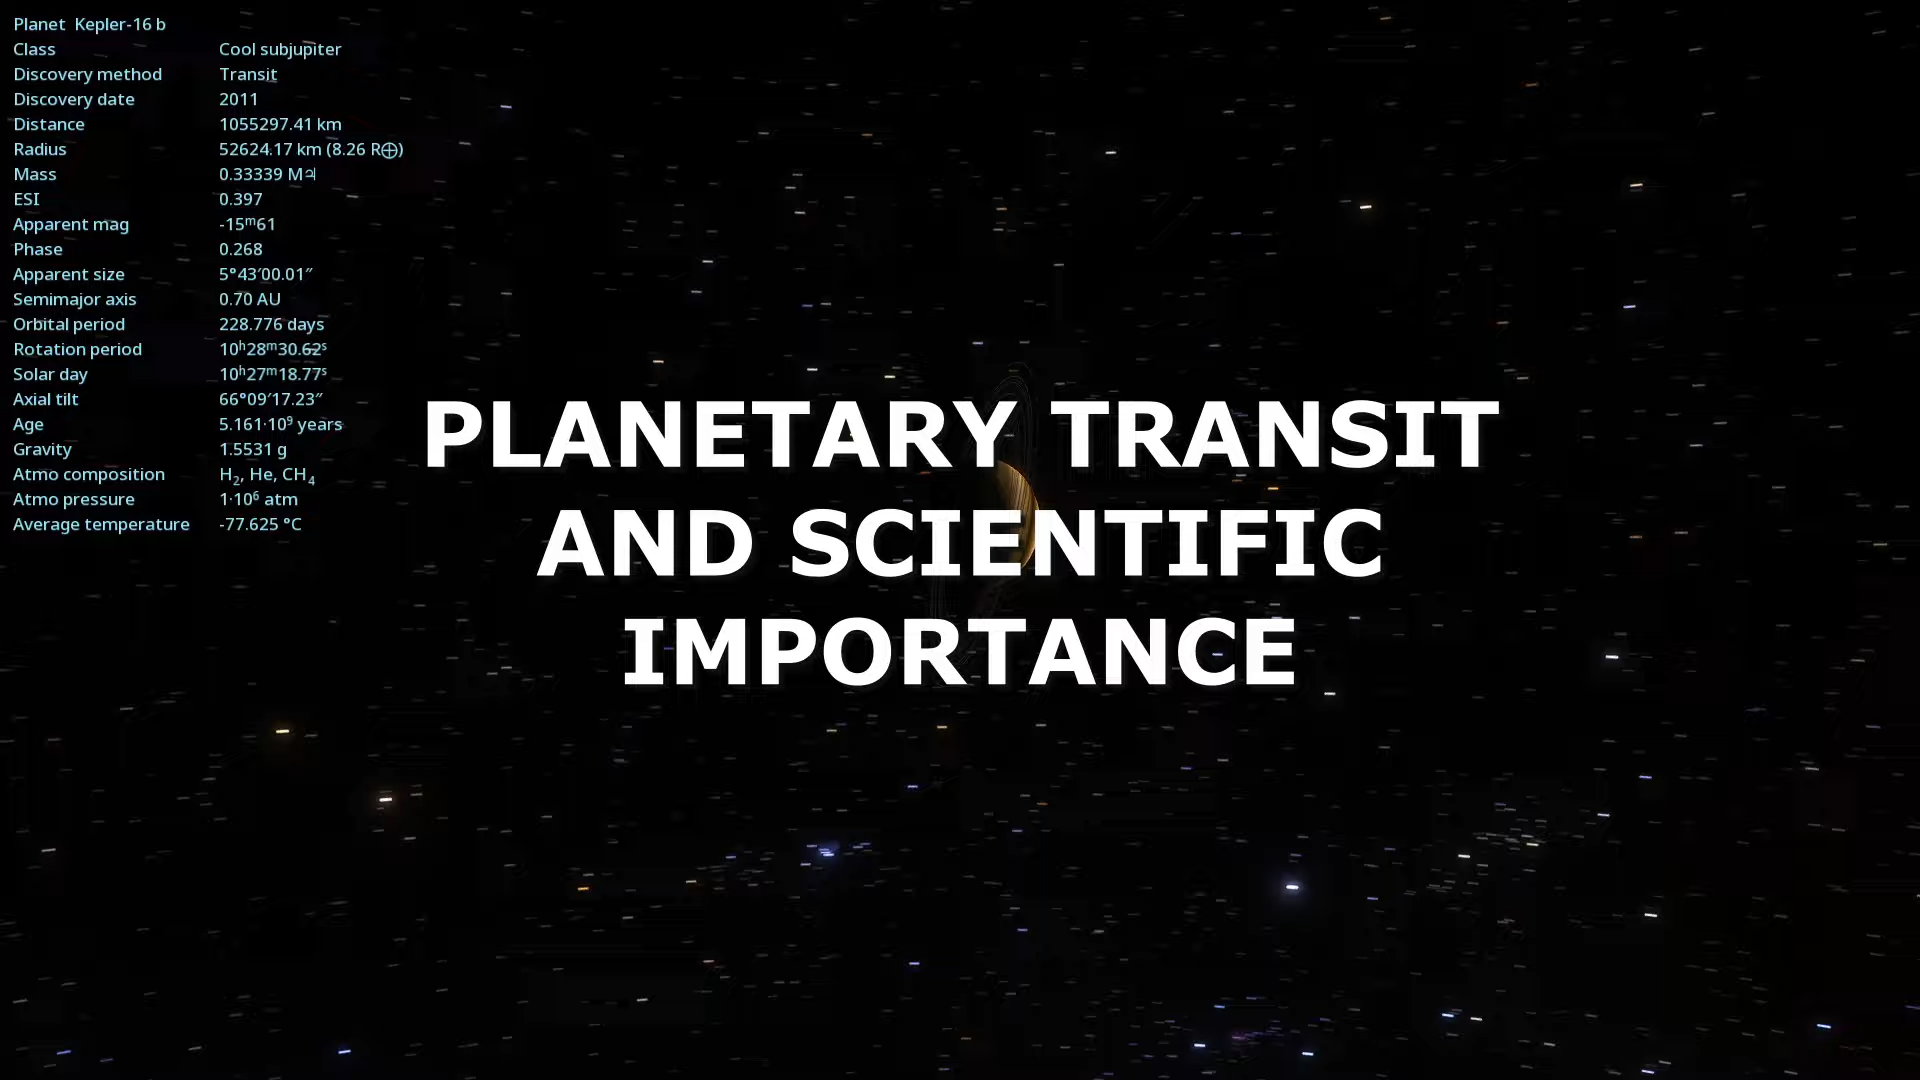 Planet Kepler-16 b
Class Cool subjupiter
Discovery method Transit
Discovery date 2011
Distance 1055297.41 km
Radius 52624.17 km (8.26 R⊕)
Mass 0.33339 M♃
ESI 0.397
Apparent mag -15ᵐ61
Phase 0.268
Apparent size 5°43′00.01″
Semimajor axis 0.70 AU
Orbital period 228.776 days
Rotation period 10ʰ28ᵐ30.62ˢ
Solar day 10ʰ27ᵐ18.77ˢ
Axial tilt 66°09′17.23″
Age 5.161·10⁹ years
Gravity 1.5531 g
Atmo composition H₂, He, CH₄
Atmo pressure 1·10⁶ atm
Average temperature -77.625 °C
PLANETARY TRANSIT
AND SCIENTIFIC
IMPORTANCE